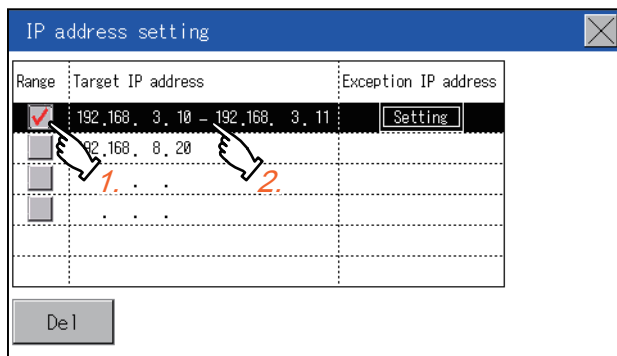 IP address setting
Range Target IP address Exception IP address
192.168. 3. 10 – 192.168. 3. 11 Setting
92.168. 8. 20
1. . . 2.
. . .
Del